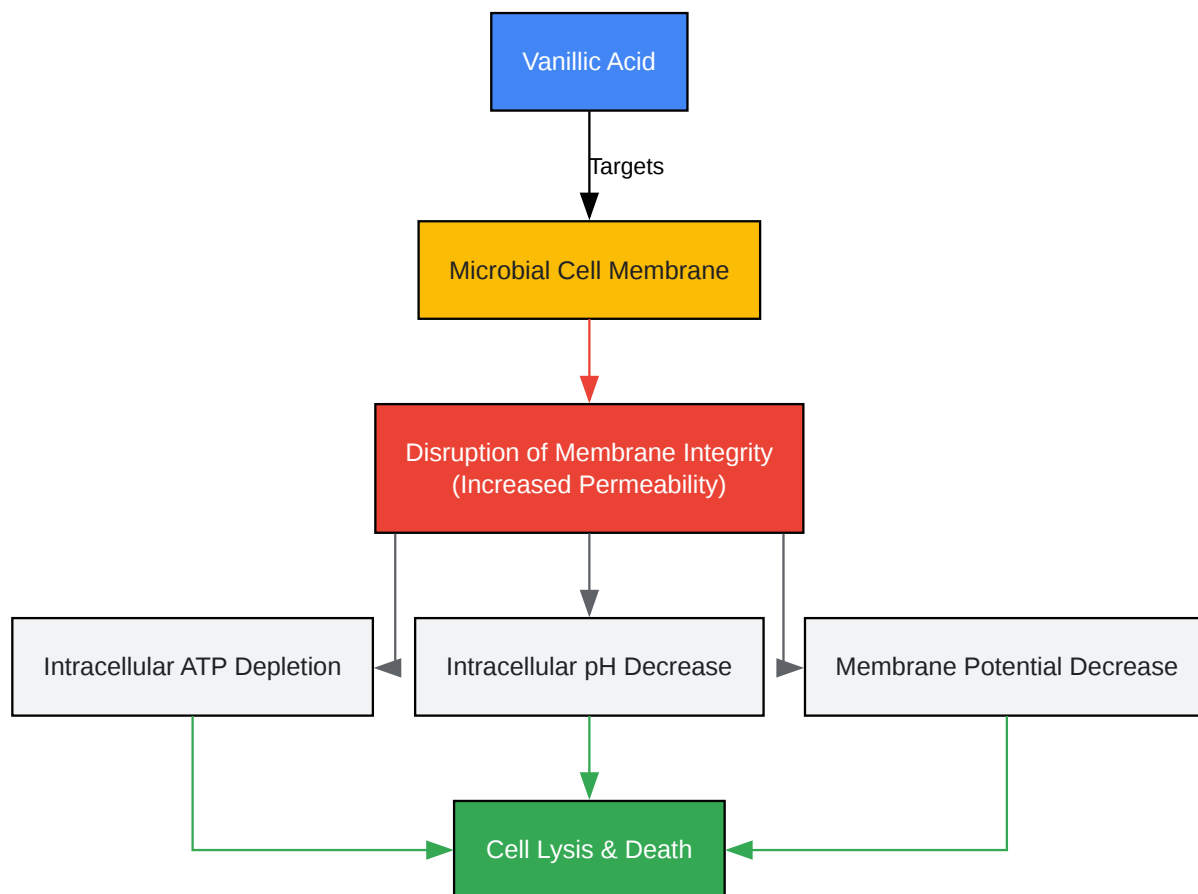 Vanillic Acid
Targets
Microbial Cell Membrane
Disruption of Membrane Integrity
(Increased Permeability)
Intracellular ATP Depletion
Intracellular pH Decrease
Membrane Potential Decrease
Cell Lysis & Death